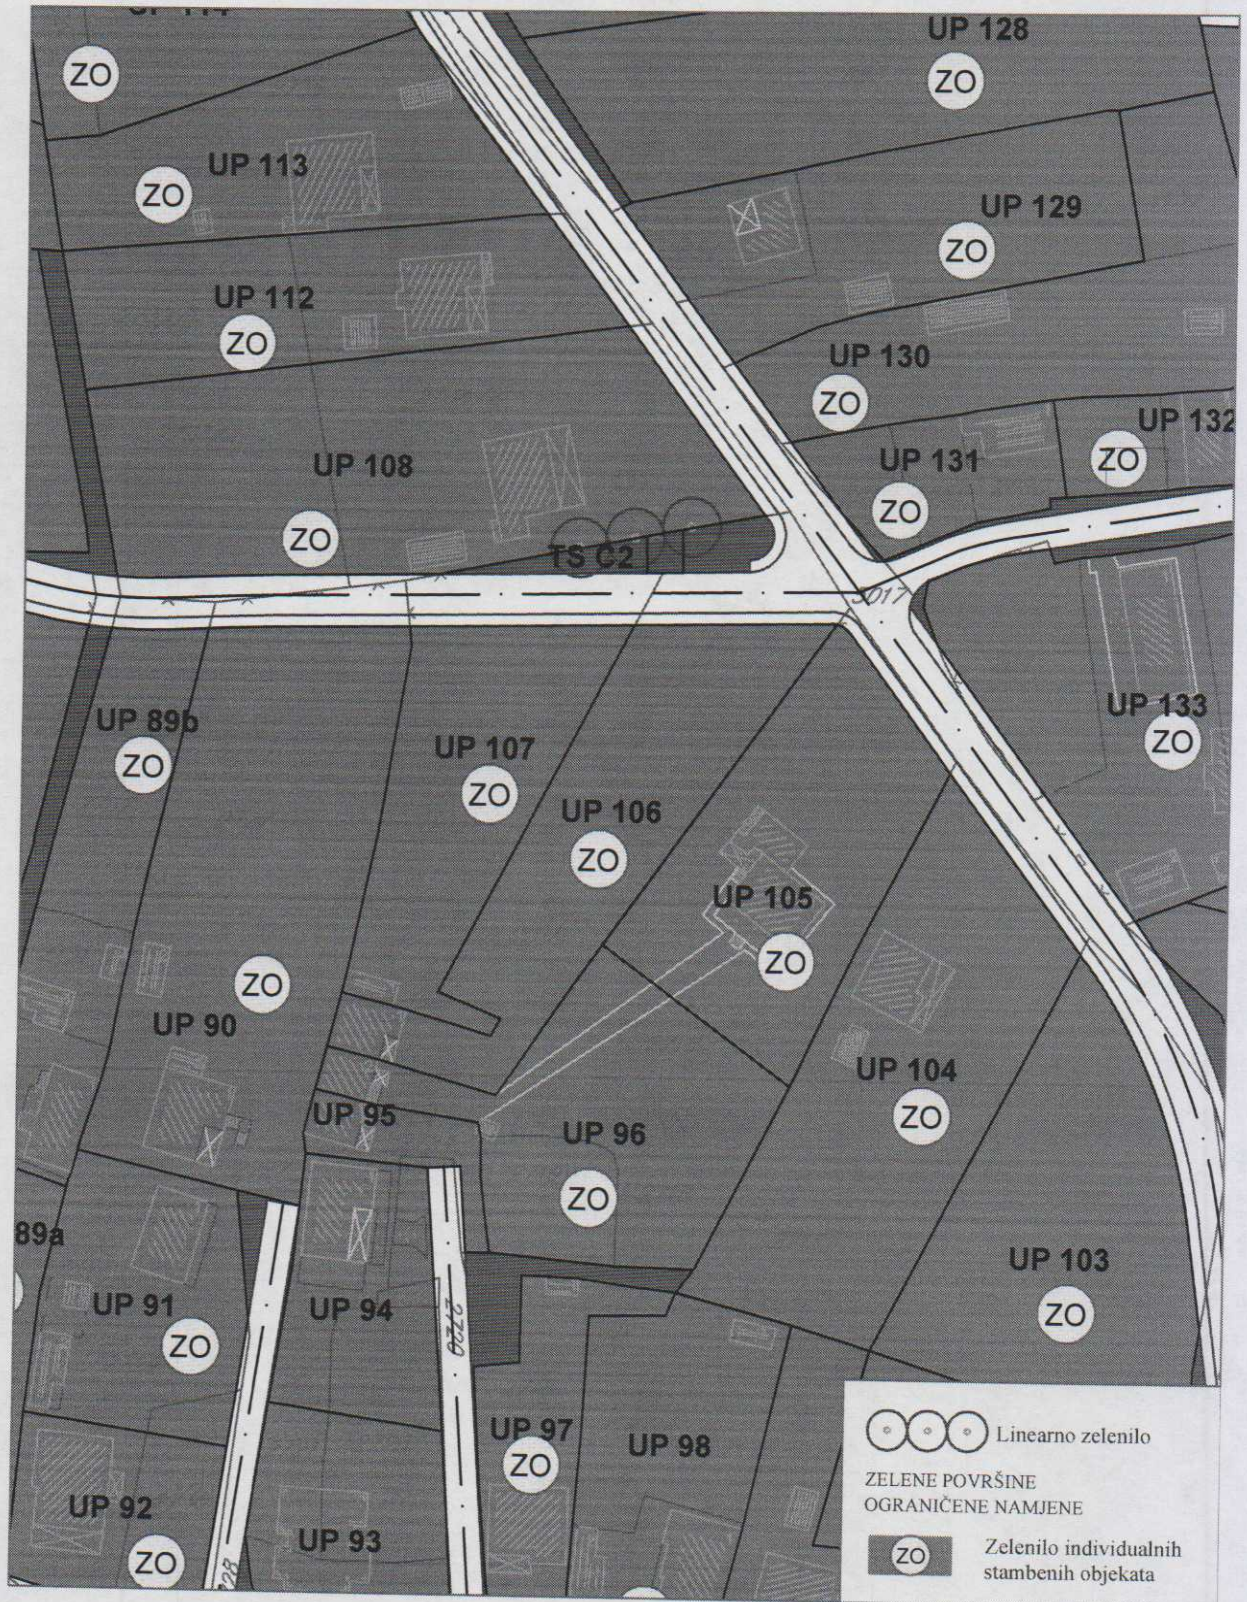 UP 128
ZO
ZO
UP 113
ZO
UP 129
ZO
UP 112
ZO
UP 130
ZO
UP 108
ZO
UP 131
ZO
UP 132
ZO
TS C2
3017
UP 89b
ZO
UP 107
ZO
UP 106
ZO
UP 133
ZO
UP 105
ZO
ZO
UP 90
UP 104
ZO
UP 95
UP 96
ZO
89a
UP 91
ZO
UP 94
2720
UP 103
ZO
UP 97
ZO
UP 98
UP 92
ZO
UP 93
Linearno zelenilo
ZELENE POVRŠINE
OGRANIČENE NAMJENE
ZO
Zelenilo individualnih
stambenih objekata